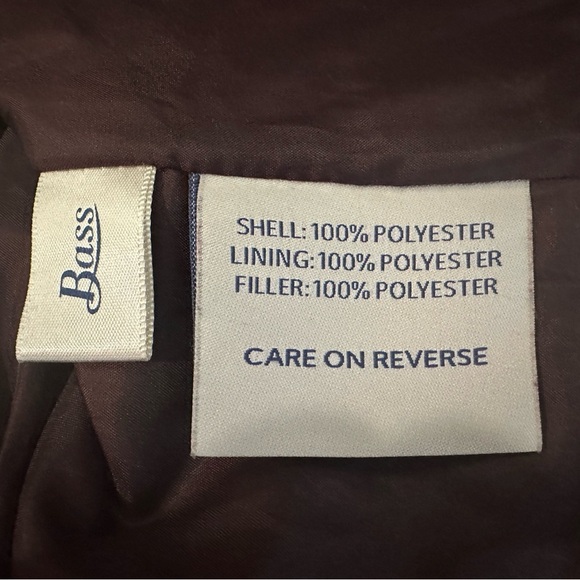 Bass
SHELL: 100% POLYESTER
LINING: 100% POLYESTER
FILLER: 100% POLYESTER
CARE ON REVERSE